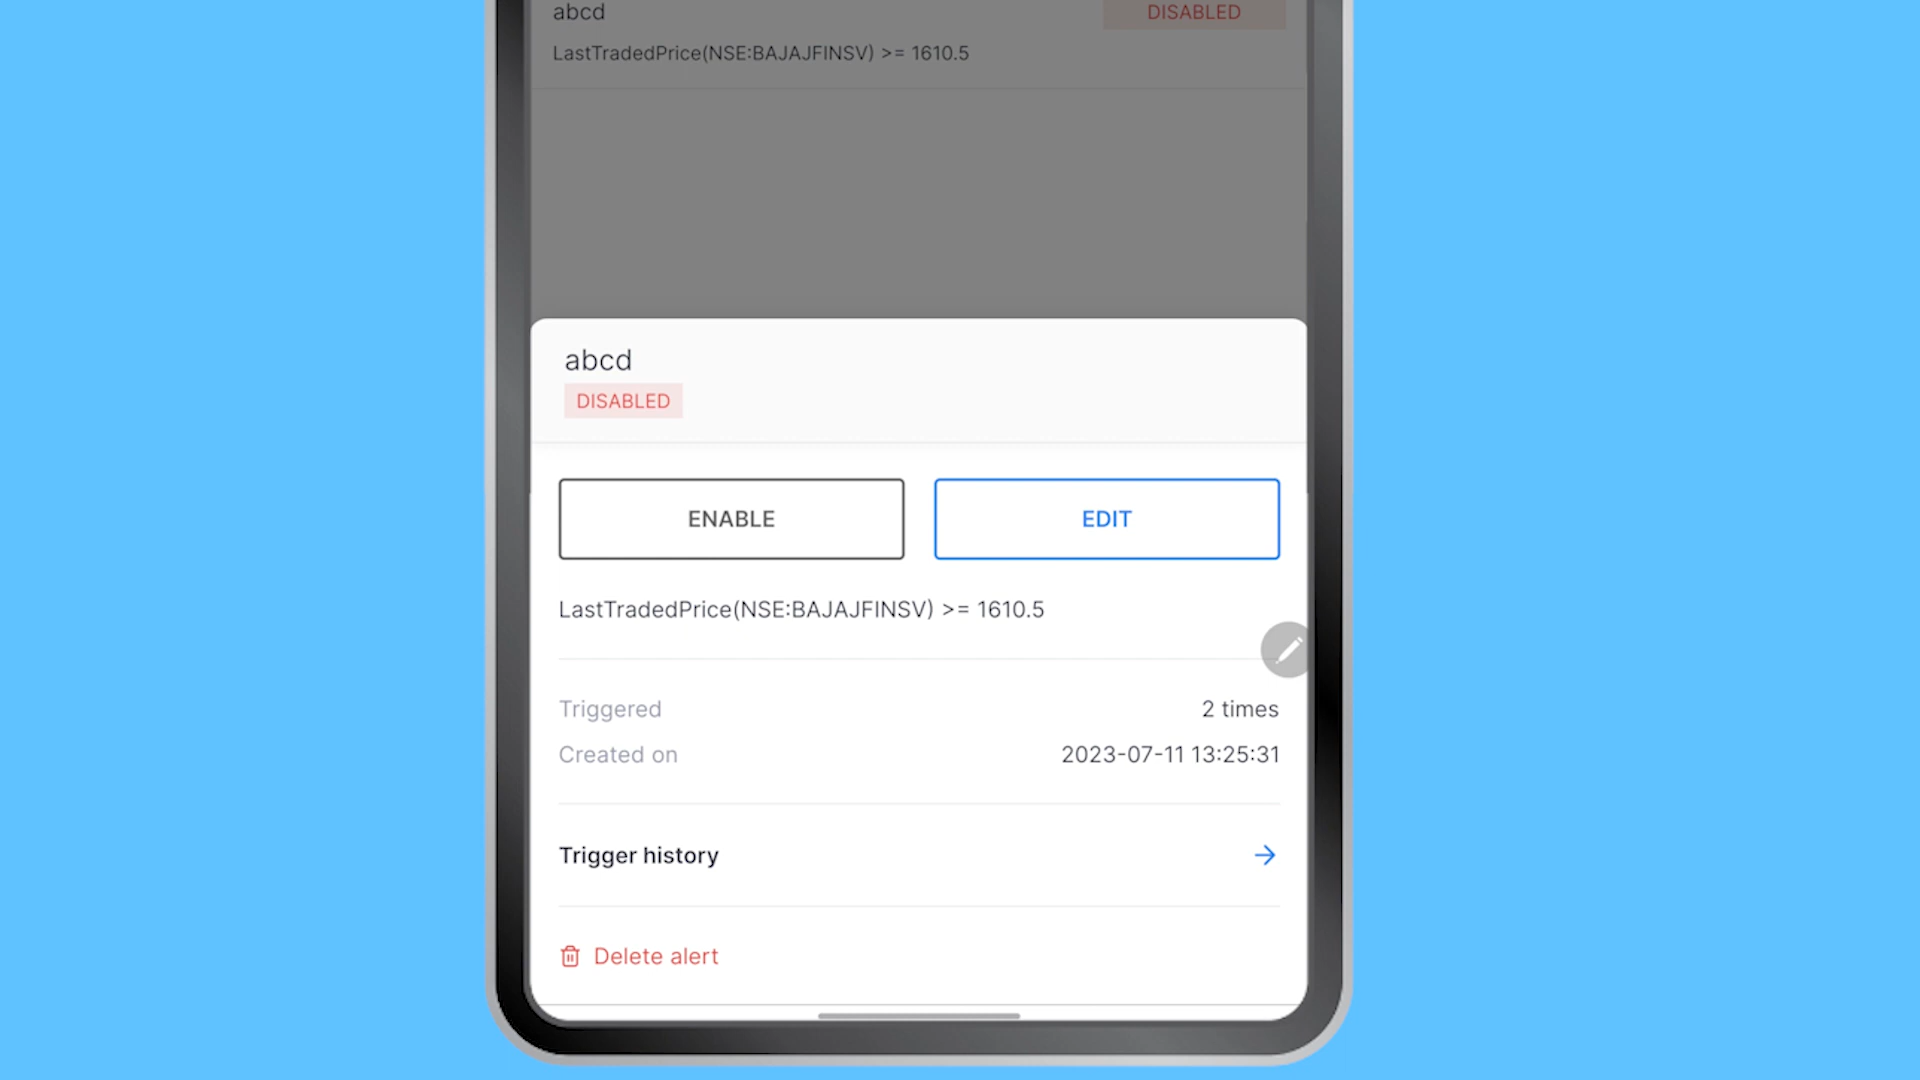 abcd
DISABLED
LastTradedPrice(NSE:BAJAJFINSV) >= 1610.5
abcd
DISABLED
ENABLE
EDIT
LastTradedPrice(NSE:BAJAJFINSV) >= 1610.5
Triggered
2 times
Created on
2023-07-11 13:25:31
Trigger history
Delete alert